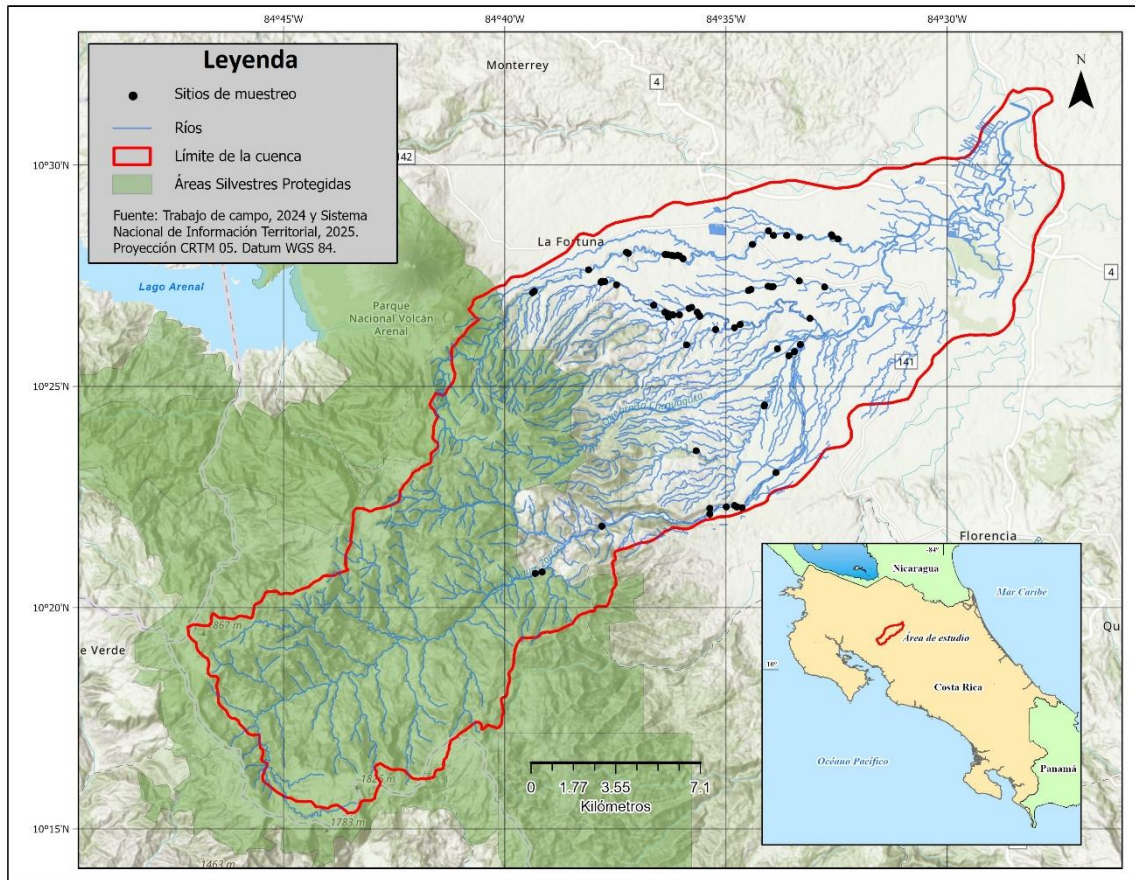 84°45'W
84°40'W
84°35'W
84°30'W
Leyenda
Sitios de muestreo
Ríos
Límite de la cuenca
Áreas Silvestres Protegidas
Fuente: Trabajo de campo, 2024 y Sistema
Nacional de Información Territorial, 2025.
Proyección CRTM 05. Datum WGS 84.
Monterrey
4
N
142
10°30'N
La Fortuna
4
Lago Arenal
Parque
Nacional Volcán
Arenal
141
10°25'N
Florencia
10°20'N
867 m
e Verde
Qu
1826 m
1783 m
1463 m
10°15'N
0 1.77 3.55 7.1
Kilómetros
-84°
Nicaragua
Mar Caribe
Área de estudio
10°
Costa Rica
Océano Pacífico
Panamá